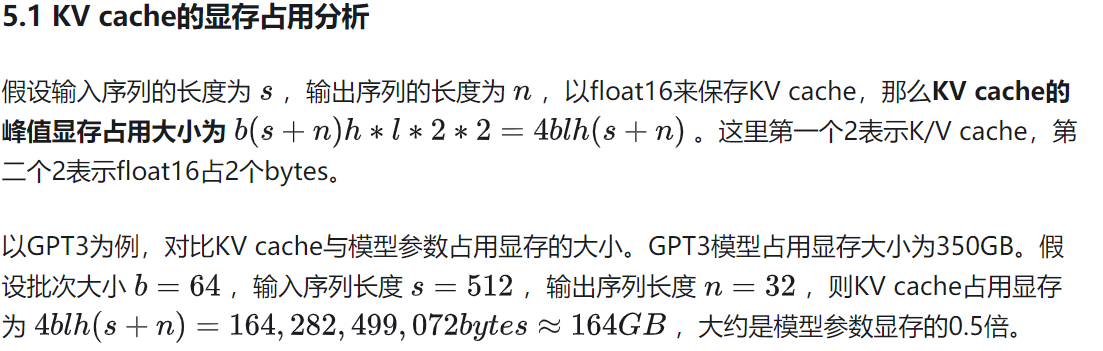 5.1 KV cache的显存占用分析
假设输入序列的长度为 s ，输出序列的长度为 n ，以float16来保存KV cache，那么KV cache的
峰值显存占用大小为 b(s + n)h ∗ l ∗ 2 ∗ 2 = 4blh(s + n) 。这里第一个2表示K/V cache，第
二个2表示float16占2个bytes。
以GPT3为例，对比KV cache与模型参数占用显存的大小。GPT3模型占用显存大小为350GB。假
设批次大小 b = 64 ，输入序列长度 s = 512 ，输出序列长度 n = 32 ，则KV cache占用显存
为 4blh(s + n) = 164, 282, 499, 072bytes ≈ 164GB ，大约是模型参数显存的0.5倍。